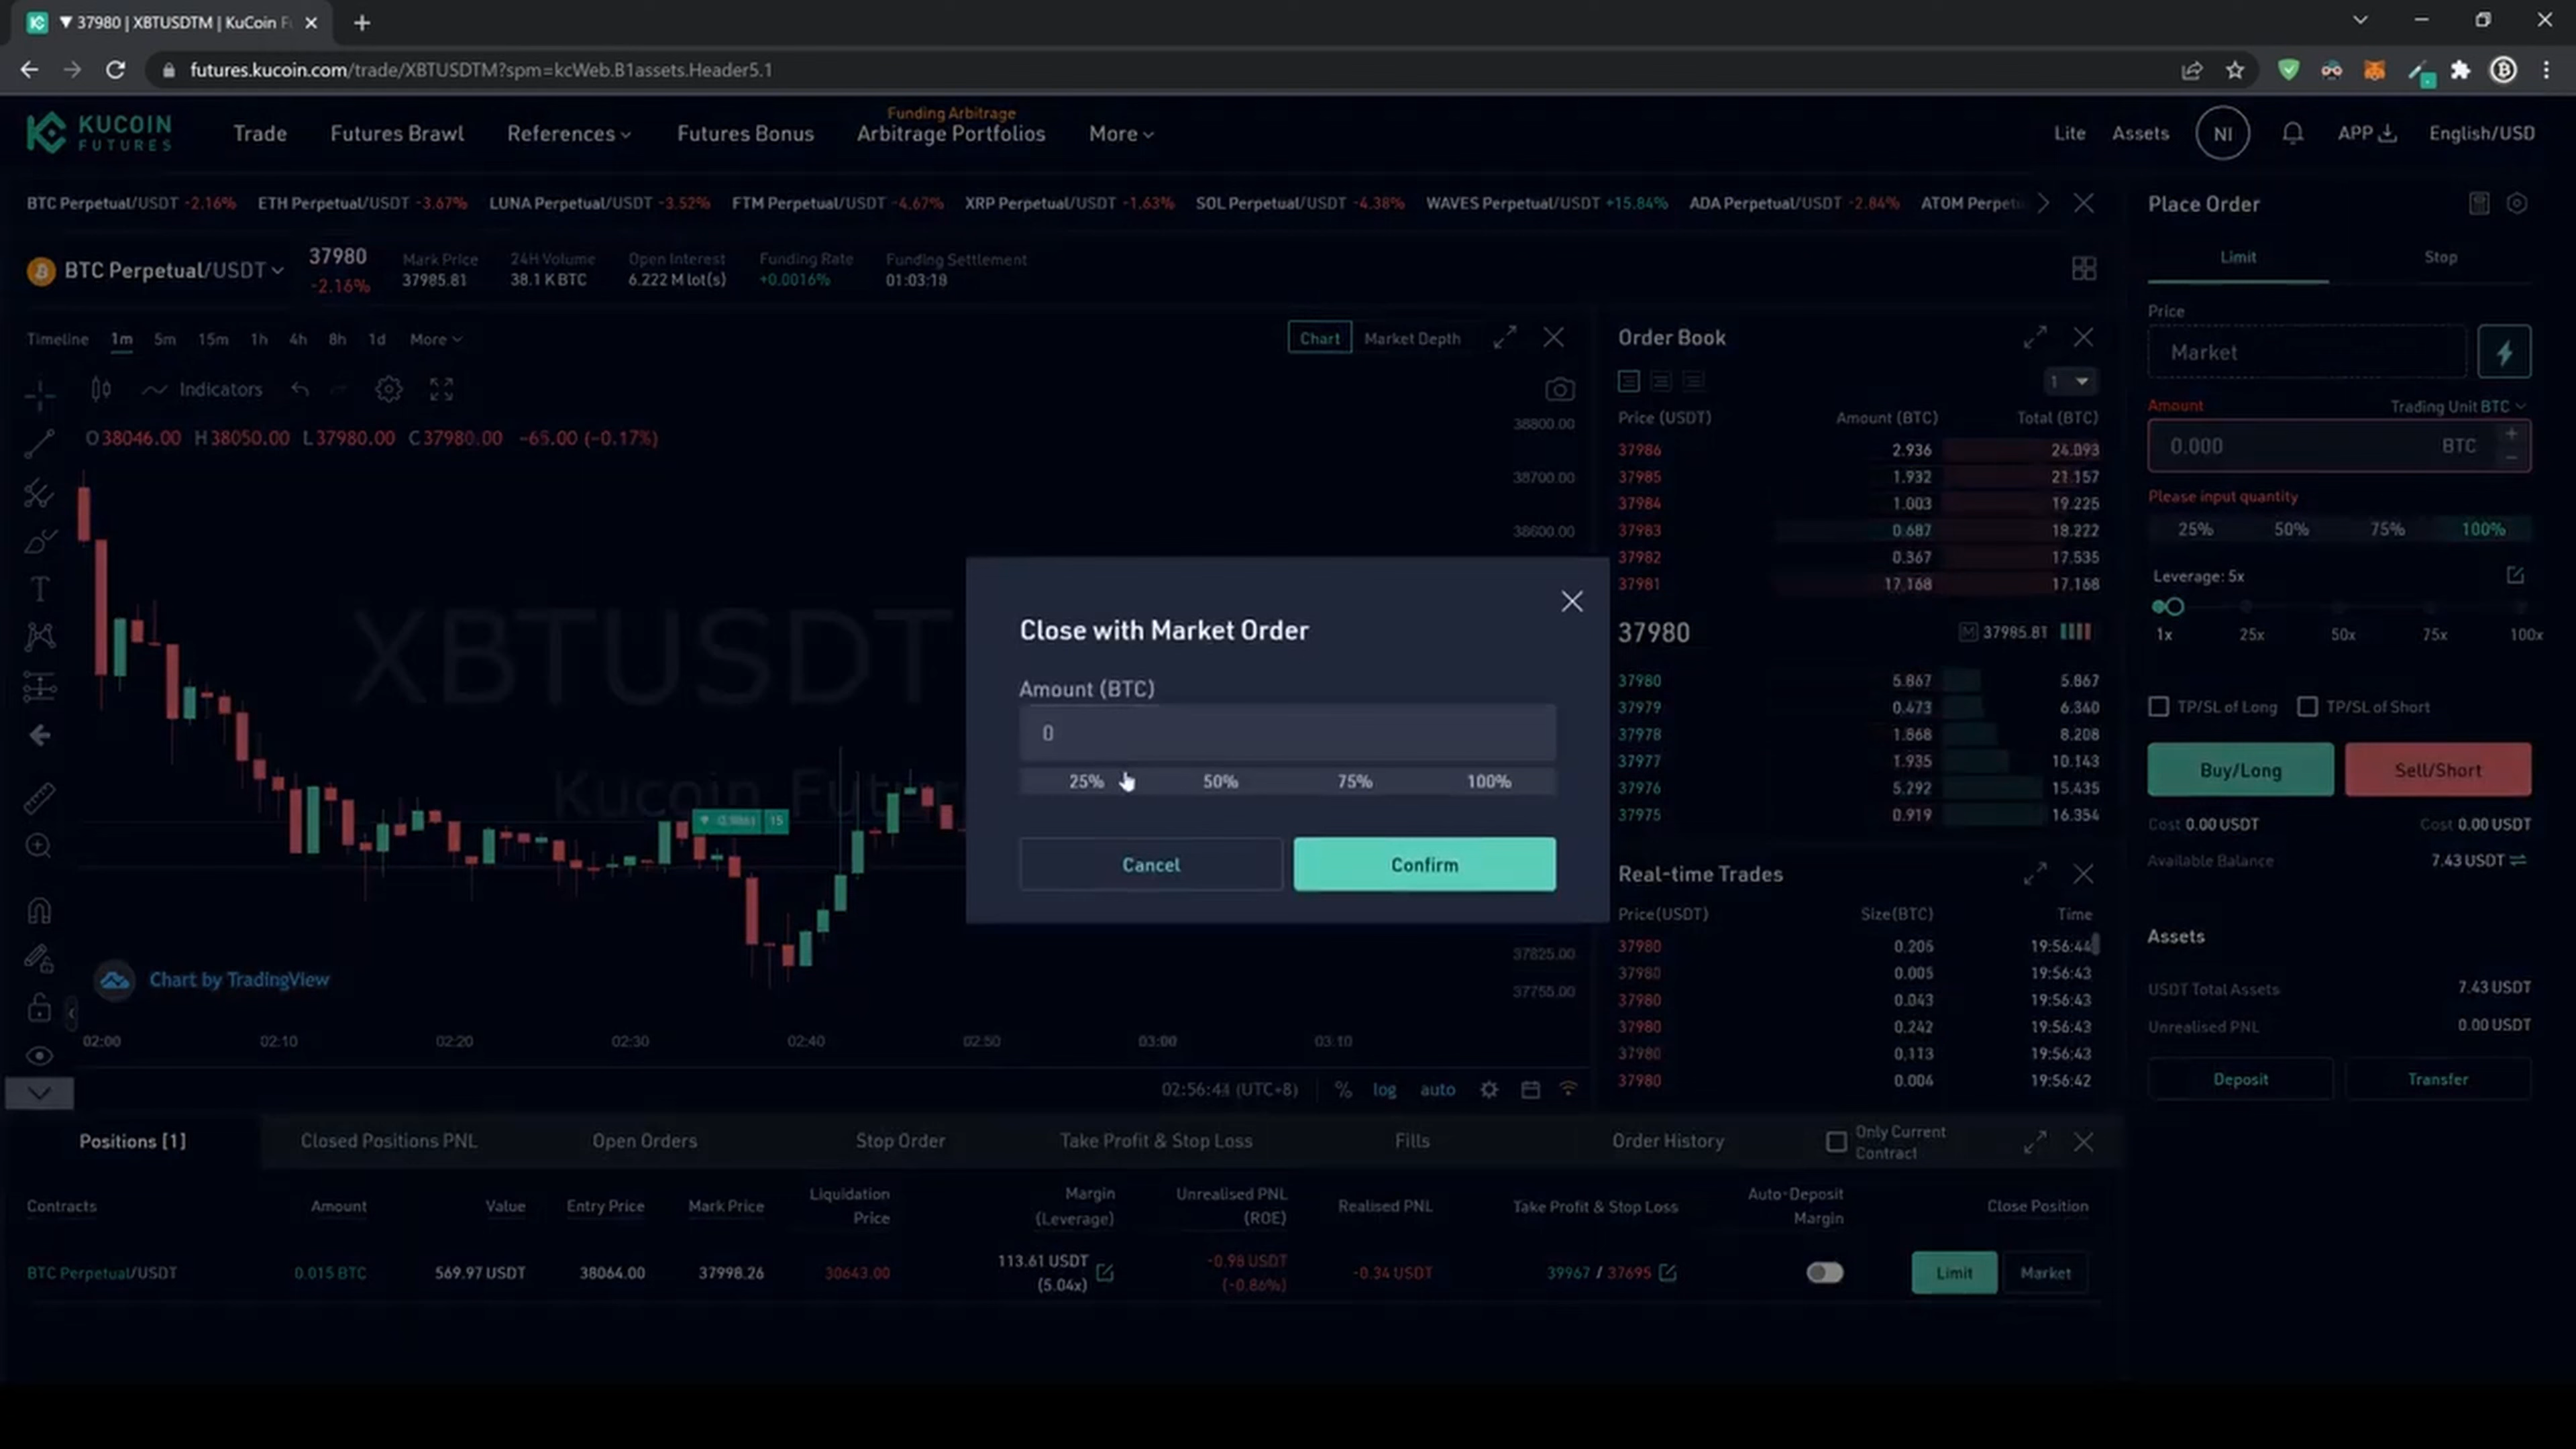 ▼ 37980 | XBTUSDTM | KuCoin F
futures.kucoin.com/trade/XBTUSDTM?spm=kcWeb.B1assets.Header5.1
KUCOIN
FUTURES
Trade
Futures Brawl
References
Futures Bonus
Funding Arbitrage
Arbitrage Portfolios
More
Lite
Assets
NI
APP
English/USD
BTC Perpetual/USDT -2.16%
ETH Perpetual/USDT -3.67%
LUNA Perpetual/USDT -3.52%
FTM Perpetual/USDT -4.67%
XRP Perpetual/USDT -1.63%
SOL Perpetual/USDT -4.38%
WAVES Perpetual/USDT +15.84%
ADA Perpetual/USDT -2.84%
ATOM Perpet
BTC Perpetual/USDT
37980
-2.16%
Mark Price
37985.81
24H Volume
38.1 K BTC
Open Interest
6.222 M lot(s)
Funding Rate
+0.0016%
Funding Settlement
01:03:18
Timeline 1m 5m 15m 1h 4h 8h 1d More
Chart Market Depth
Indicators
O38046.00 H38050.00 L37980.00 C37980.00 -65.00 (-0.17%)
38800.00
38700.00
38600.00
XBTUSDT
Kucoin Futur
15
37825.00
37755.00
Chart by TradingView
02:00 02:10 02:20 02:30 02:40 02:50 03:00 03:10
02:56:44 (UTC+8) % log auto
Close with Market Order
Amount (BTC)
0
25% 50% 75% 100%
Cancel Confirm
Order Book
1
Price (USDT) Amount (BTC) Total (BTC)
37986 2.936 24.093
37985 1.932 21.157
37984 1.003 19.225
37983 0.687 18.222
37982 0.367 17.535
37981 17.168 17.168
37980 M 37985.81
37980 5.867 5.867
37979 0.473 6.340
37978 1.868 8.208
37977 1.935 10.143
37976 5.292 15.435
37975 0.919 16.354
Real-time Trades
Price(USDT) Size(BTC) Time
37980 0.205 19:56:44
37980 0.005 19:56:43
37980 0.043 19:56:43
37980 0.242 19:56:43
37980 0.113 19:56:43
37980 0.004 19:56:42
Place Order
Limit Stop
Price
Market
Amount Trading Unit BTC
0.000 BTC
Please input quantity
25% 50% 75% 100%
Leverage: 5x
1x 25x 50x 75x 100x
TP/SL of Long TP/SL of Short
Buy/Long Sell/Short
Cost 0.00 USDT Cost 0.00 USDT
Available Balance 7.43 USDT
Assets
USDT Total Assets 7.43 USDT
Unrealised PNL 0.00 USDT
Deposit Transfer
Positions [1]
Closed Positions PNL
Open Orders
Stop Order
Take Profit & Stop Loss
Fills
Order History
Only Current
Contract
Contracts
Amount
Value
Entry Price
Mark Price
Liquidation
Price
Margin
(Leverage)
Unrealised PNL
(ROE)
Realised PNL
Take Profit & Stop Loss
Auto-Deposit
Margin
Close Position
BTC Perpetual/USDT
0.015 BTC
569.97 USDT
38064.00
37998.26
30643.00
113.61 USDT
(5.04x)
-0.98 USDT
(-0.86%)
-0.34 USDT
39967 / 37695
Limit
Market